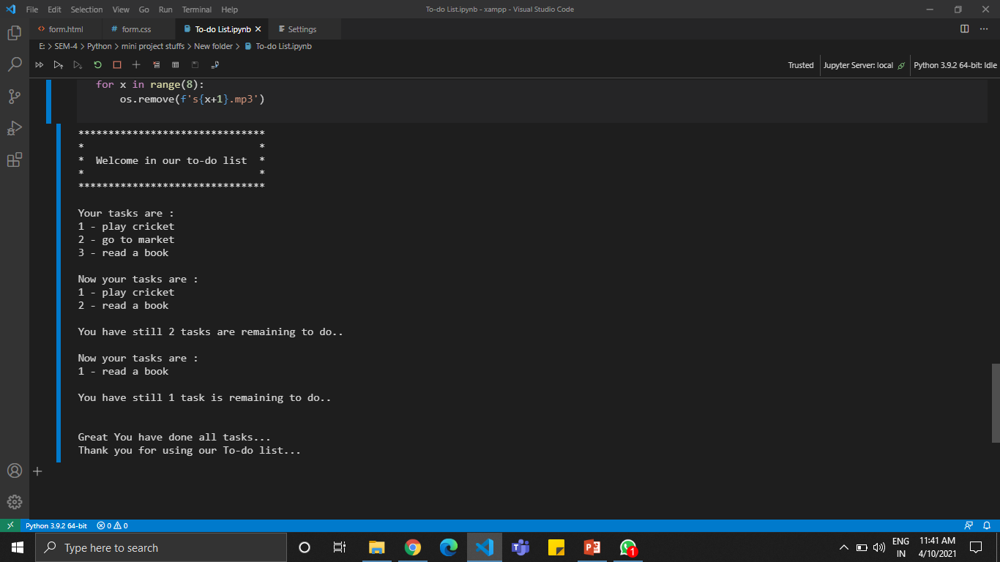 File Edit Selection View Go Run Terminal Help To-do List.ipynb - xampp - Visual Studio Code
form.html form.css To-do List.ipynb Settings
E: > SEM-4 > Python > mini project stuffs > New folder > To-do List.ipynb
Trusted Jupyter Server: local Python 3.9.2 64-bit: Idle
for x in range(8):
os.remove(f's{x+1}.mp3')
*******************************
* *
* Welcome in our to-do list *
* *
*******************************
Your tasks are :
1 - play cricket
2 - go to market
3 - read a book
Now your tasks are :
1 - play cricket
2 - read a book
You have still 2 tasks are remaining to do..
Now your tasks are :
1 - read a book
You have still 1 task is remaining to do..
Great You have done all tasks...
Thank you for using our To-do list...
Python 3.9.2 64-bit 0 0
Type here to search
1
ENG
IN
11:41 AM
4/10/2021